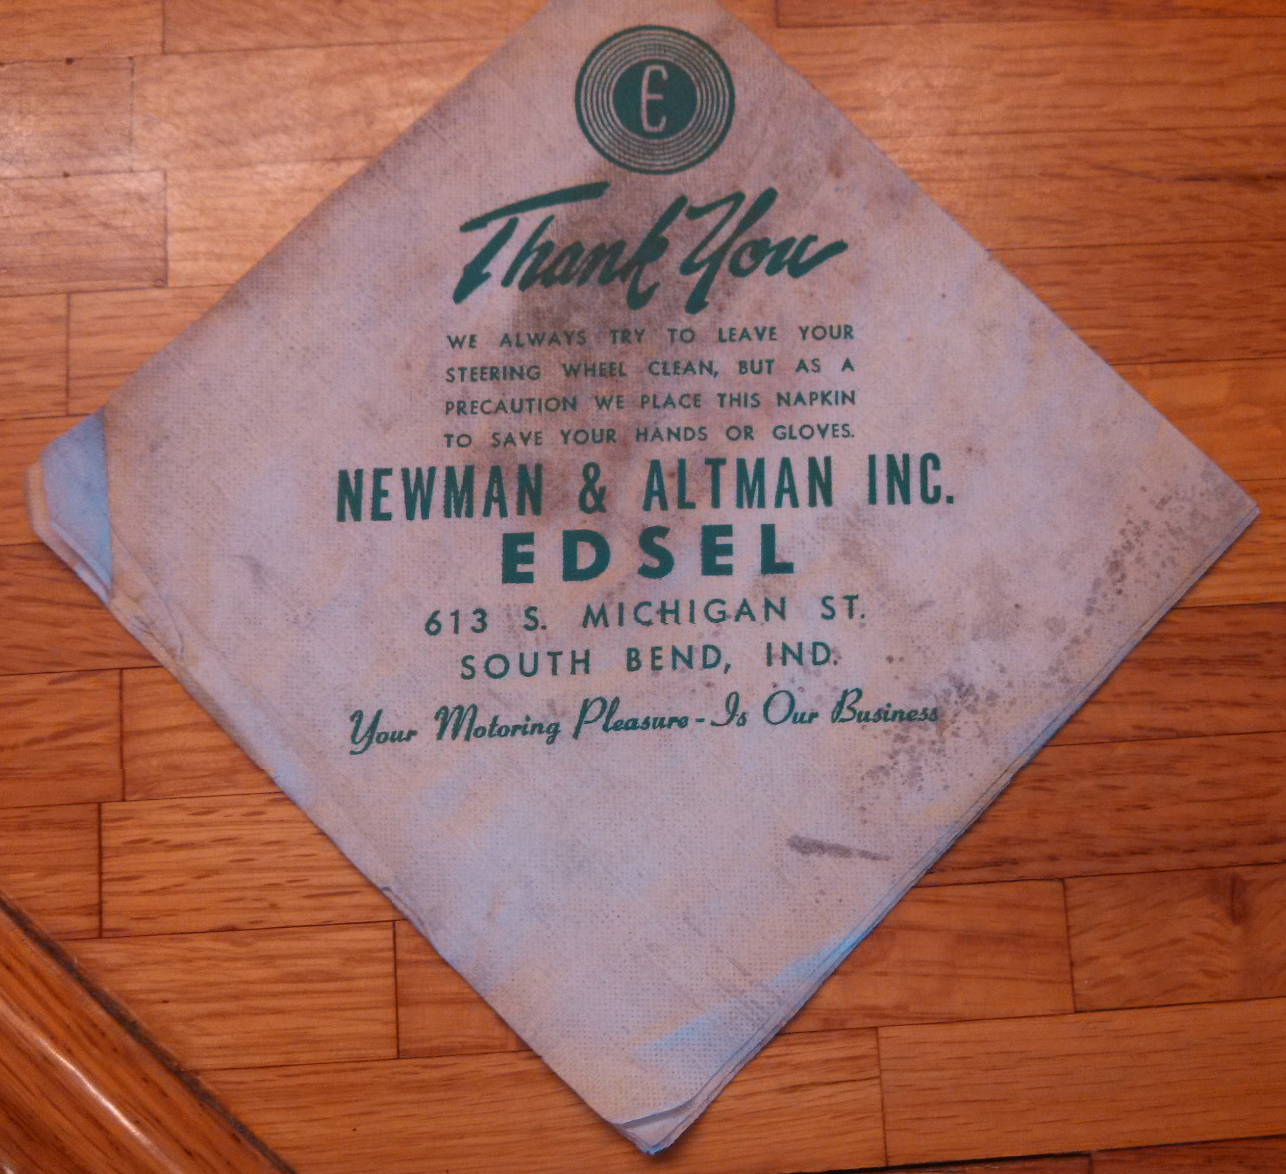 E
Thank You
WE ALWAYS TRY TO LEAVE YOUR
STEERING WHEEL CLEAN, BUT AS A
PRECAUTION WE PLACE THIS NAPKIN
TO SAVE YOUR HANDS OR GLOVES.
NEWMAN & ALTMAN INC.
EDSEL
613 S. MICHIGAN ST.
SOUTH BEND, IND.
Your Motoring Pleasure - Is Our Business